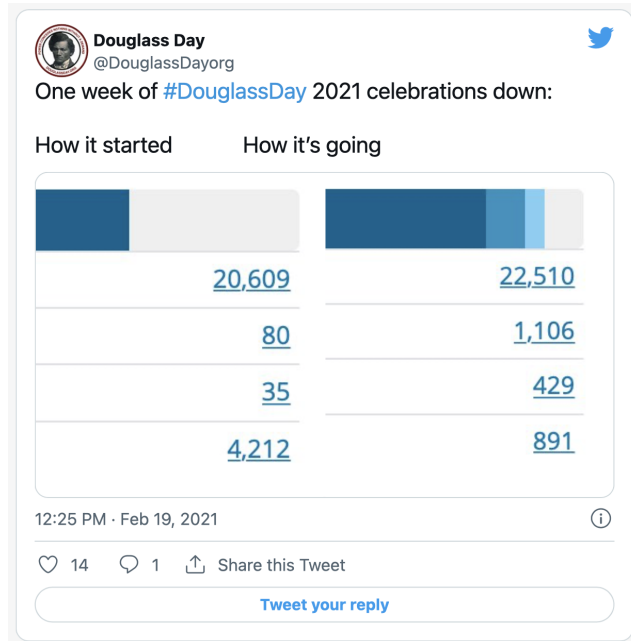 Douglass Day
@DouglassDayorg
One week of #DouglassDay 2021 celebrations down:
How it started How it's going
20,609 22,510
80 1,106
35 429
4,212 891
12:25 PM · Feb 19, 2021
14 1 Share this Tweet
Tweet your reply